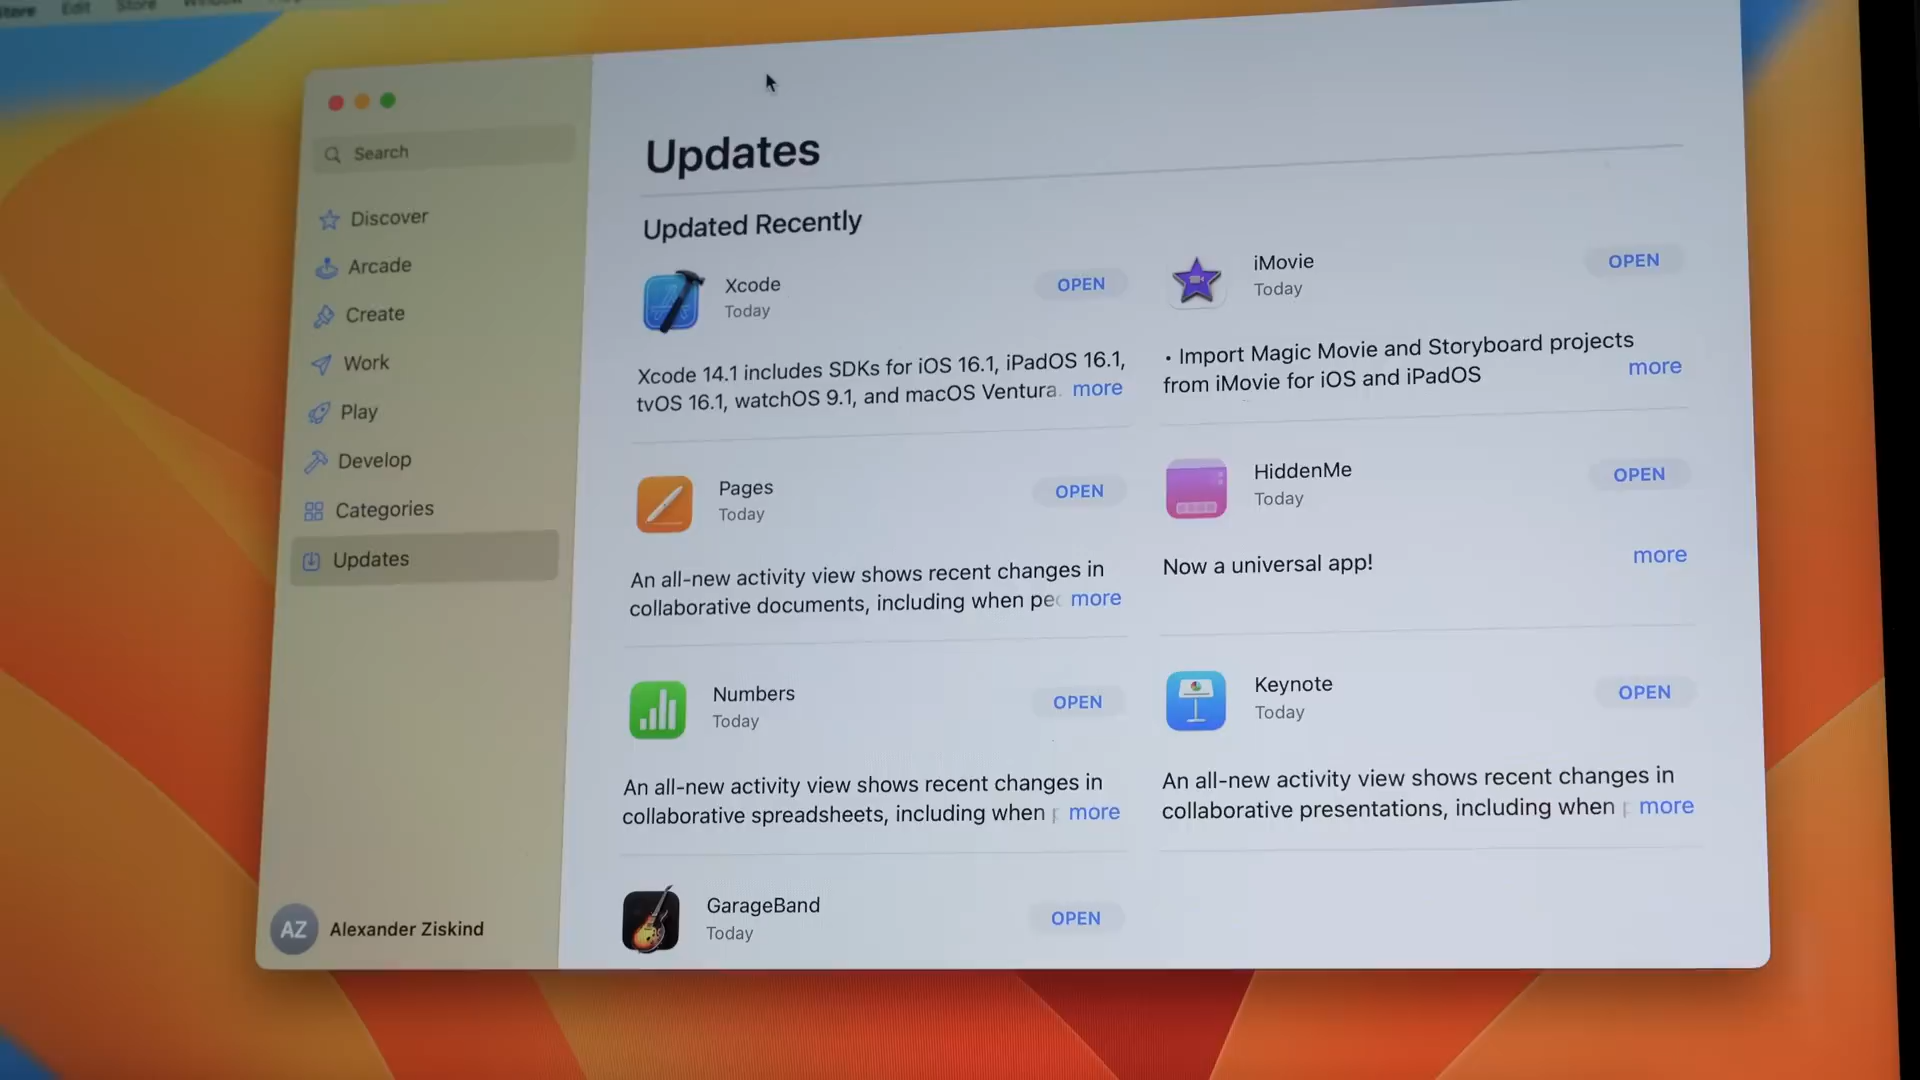 Store Edit Store Window
Search
Discover
Arcade
Create
Work
Play
Develop
Categories
Updates
AZ Alexander Ziskind
Updates
Updated Recently
Xcode
Today
OPEN
Xcode 14.1 includes SDKs for iOS 16.1, iPadOS 16.1,
tvOS 16.1, watchOS 9.1, and macOS Ventura. more
iMovie
Today
OPEN
• Import Magic Movie and Storyboard projects
from iMovie for iOS and iPadOS more
Pages
Today
OPEN
An all-new activity view shows recent changes in
collaborative documents, including when more
HiddenMe
Today
OPEN
Now a universal app! more
Numbers
Today
OPEN
An all-new activity view shows recent changes in
collaborative spreadsheets, including when more
Keynote
Today
OPEN
An all-new activity view shows recent changes in
collaborative presentations, including when more
GarageBand
Today
OPEN